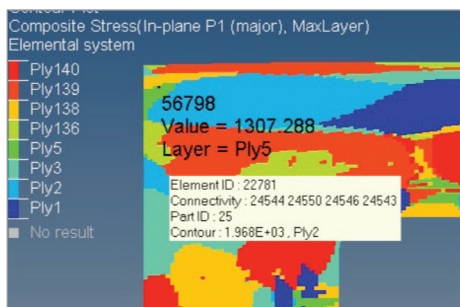 Contour Plot
Composite Stress(In-plane P1 (major), MaxLayer)
Elemental system
Ply140
Ply139
Ply138
Ply136
Ply5
Ply3
Ply2
Ply1
No result
56798
Value = 1307.288
Layer = Ply5
Element ID : 22781
Connectivity : 24544 24550 24546 24543
Part ID : 25
Contour : 1.968E+03 , Ply2